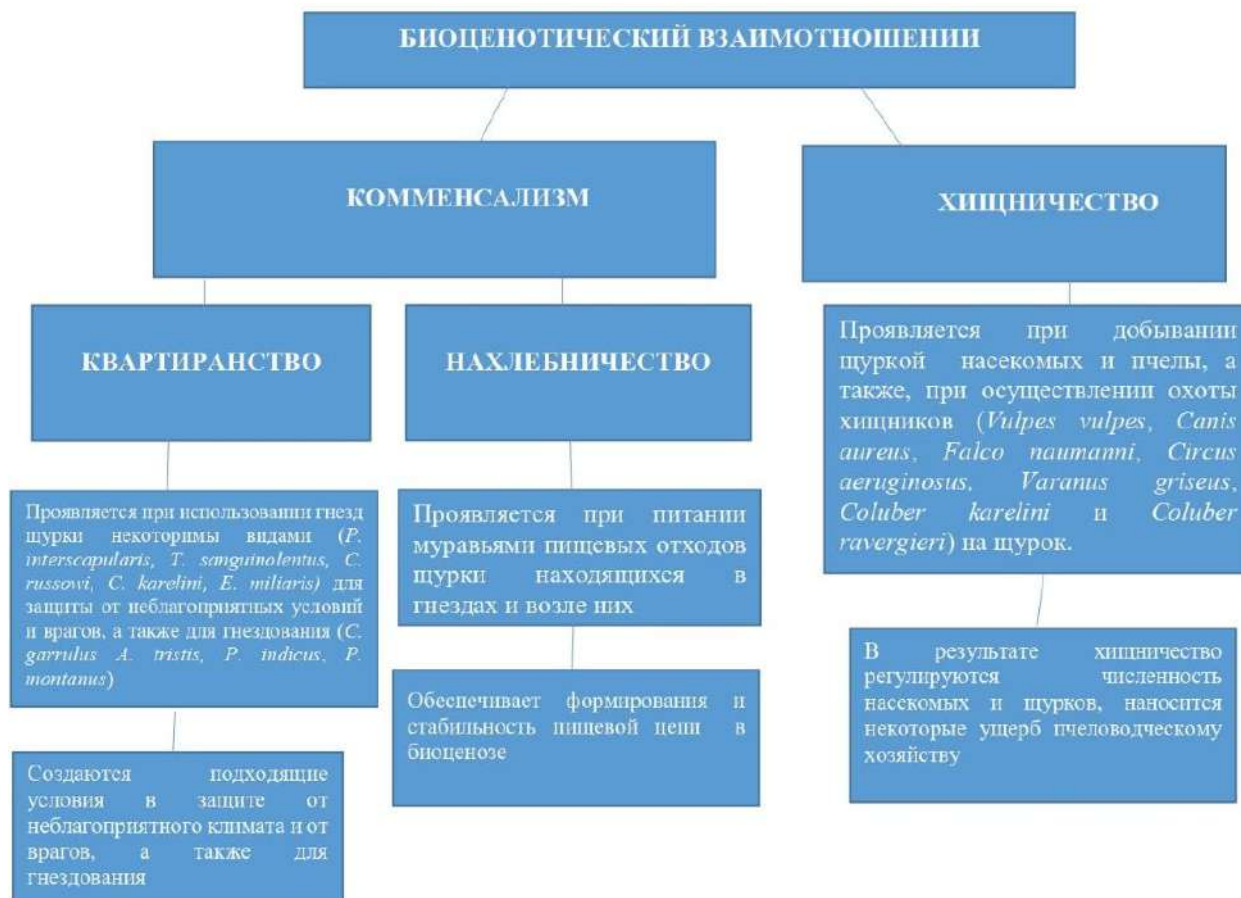 БИОЦЕНОТИЧЕСКИЙ ВЗАИМОТНОШЕНИИ
КОММЕНСАЛИЗМ
ХИЩНИЧЕСТВО
КВАРТИРАНСТВО
НАХЛЕБНИЧЕСТВО
Проявляется при добывании
щуркой насекомых и пчелы, а
также, при осуществлении охоты
хищников (Vulpes vulpes, Canis
aureus, Falco naumanni, Circus
aeruginosus, Varanus griseus,
Coluber karelini и Coluber
ravergieri) на щурок.
Проявляется при использовании гнезд
щурки некоторимы видами (P.
interscapularis, T. sanguinolentus, C.
russowi, C. karelini, E. miliaris) для
защиты от неблагоприятных условий
и врагов, а также для гнездования (C.
garrulus A. tristis, P. indicus, P.
montanus)
Проявляется при питании
муравьями пищевых отходов
щурки находящихся в
гнездах и возле них
В результате хищничество
регулируются численность
насекомых и щурков, наносится
некоторые ущерб пчеловодческому
хозяйству
Обеспечивает формирования и
стабильность пищевой цепи в
биоценозе
Создаются подходящие
условия в защите от
неблагоприятного климата и от
врагов, а также для
гнездования